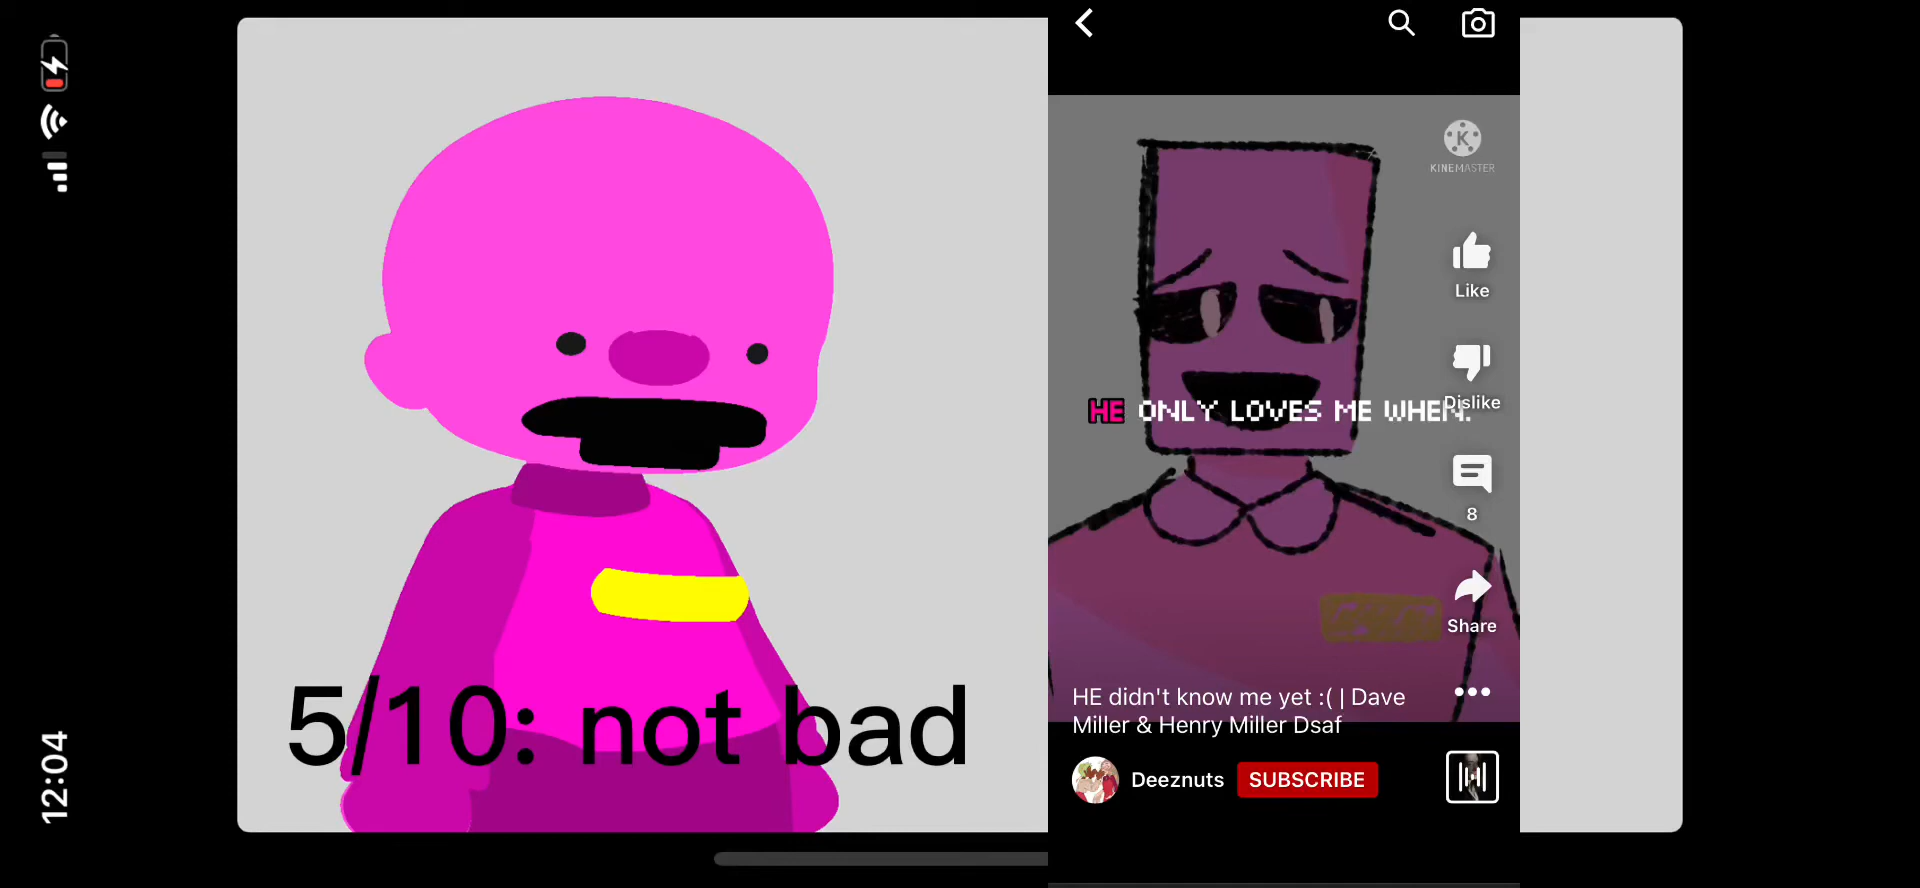 12:04
5/10: not bad
K
KINEMASTER
Like
Dislike
HE ONLY LOVES ME WHEN.
8
Share
HE didn't know me yet :( | Dave
Miller & Henry Miller Dsaf
Deeznuts SUBSCRIBE